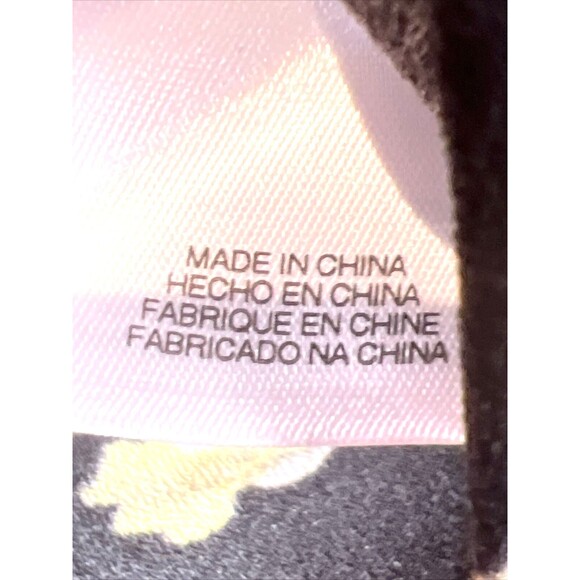 MADE IN CHINA
HECHO EN CHINA
FABRIQUE EN CHINE
FABRICADO NA CHINA